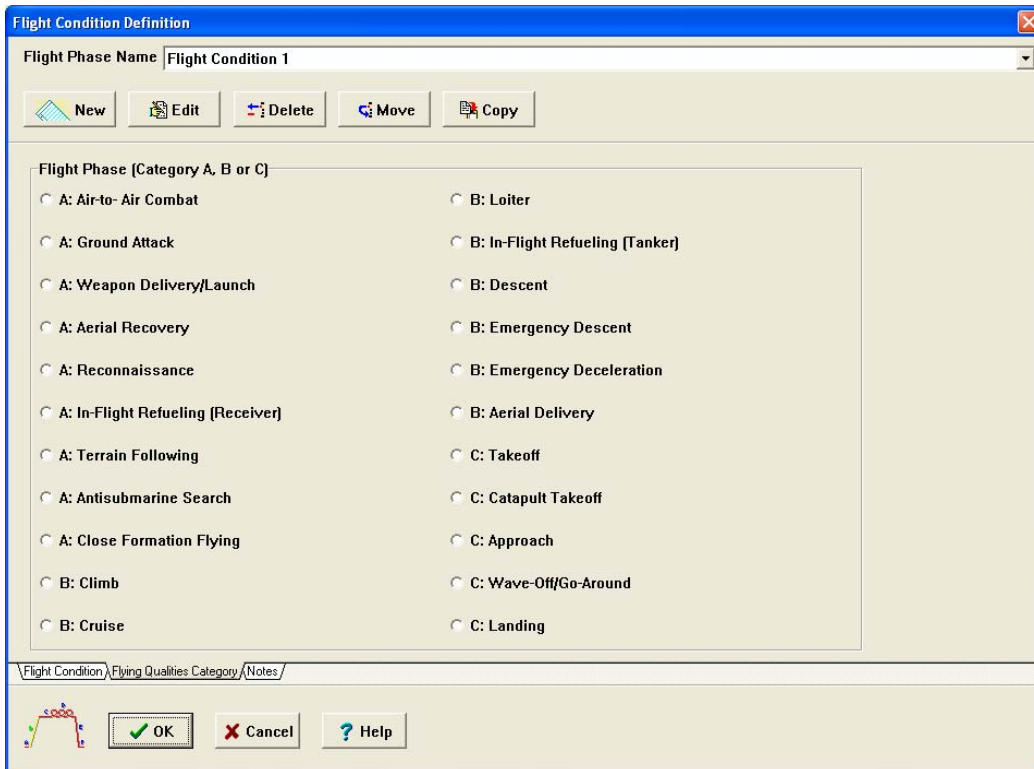 Flight Condition Definition
Flight Phase Name Flight Condition 1
New Edit Delete Move Copy
Flight Phase (Category A, B or C)
A: Air-to- Air Combat
A: Ground Attack
A: Weapon Delivery/Launch
A: Aerial Recovery
A: Reconnaissance
A: In-Flight Refueling (Receiver)
A: Terrain Following
A: Antisubmarine Search
A: Close Formation Flying
B: Climb
B: Cruise
B: Loiter
B: In-Flight Refueling (Tanker)
B: Descent
B: Emergency Descent
B: Emergency Deceleration
B: Aerial Delivery
C: Takeoff
C: Catapult Takeoff
C: Approach
C: Wave-Off/Go-Around
C: Landing
Flight Condition Flying Qualities Category Notes
OK Cancel Help